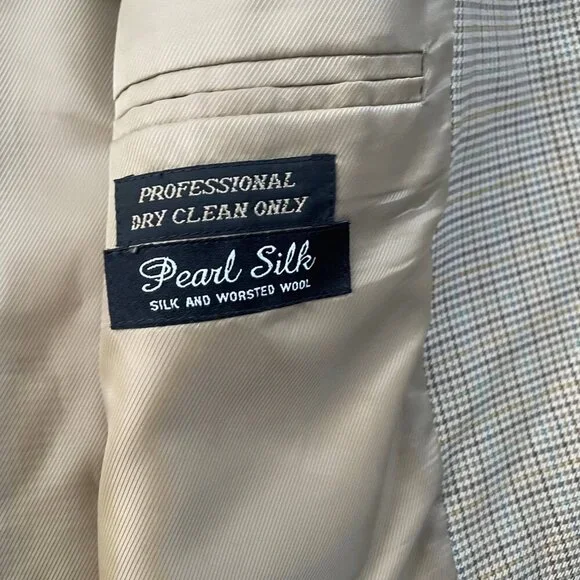 PROFESSIONAL
DRY CLEAN ONLY
Pearl Silk
SILK AND WORSTED WOOL